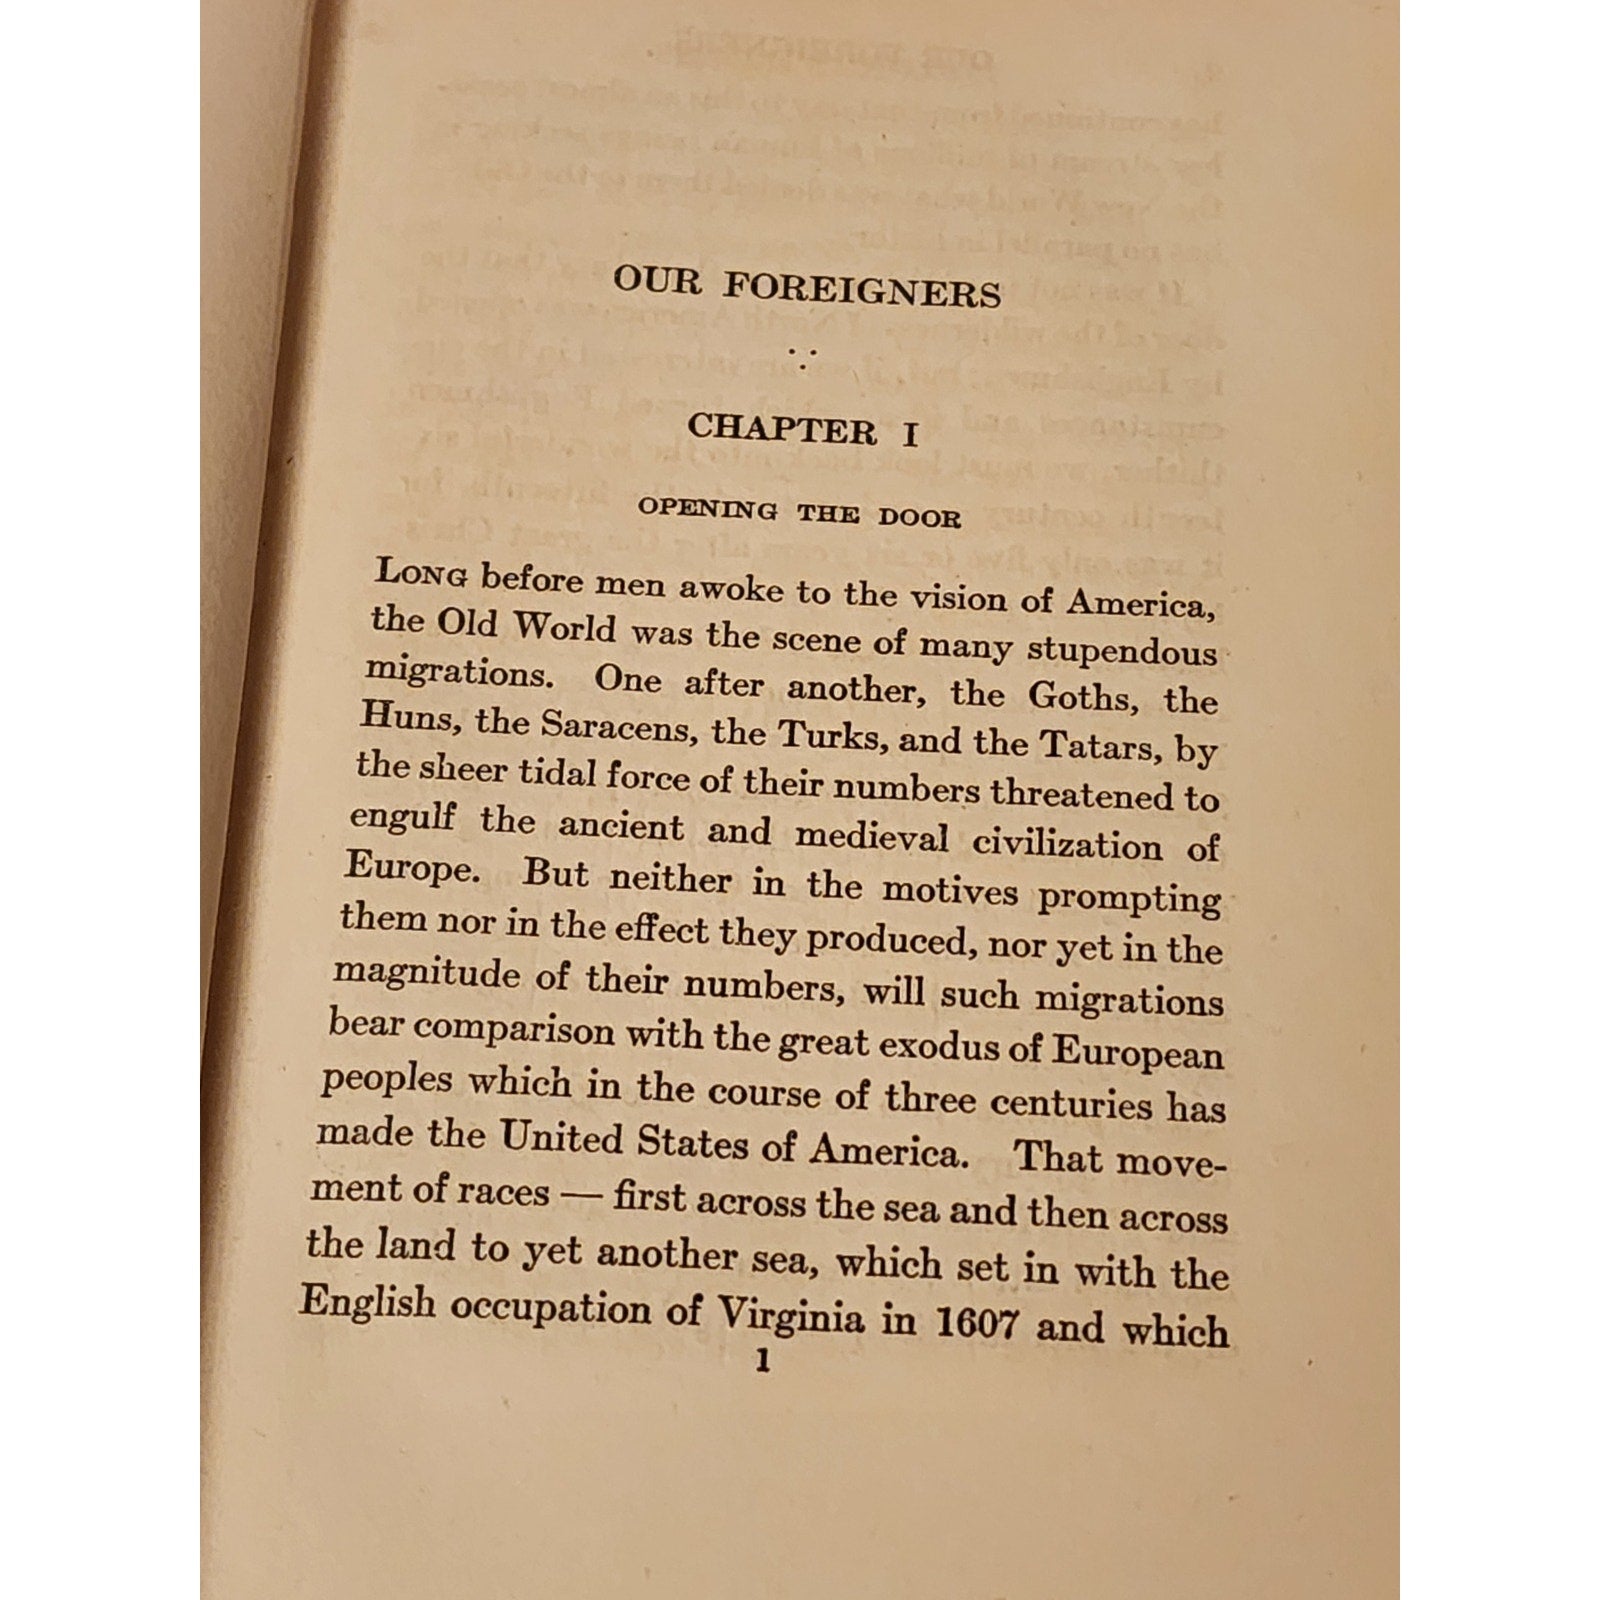 OUR FOREIGNERS
CHAPTER I
OPENING THE DOOR
LONG before men awoke to the vision of America,
the Old World was the scene of many stupendous
migrations. One after another, the Goths, the
Huns, the Saracens, the Turks, and the Tatars, by
the sheer tidal force of their numbers threatened to
engulf the ancient and medieval civilization of
Europe. But neither in the motives prompting
them nor in the effect they produced, nor yet in the
magnitude of their numbers, will such migrations
bear comparison with the great exodus of European
peoples which in the course of three centuries has
made the United States of America. That move-
ment of races — first across the sea and then across
the land to yet another sea, which set in with the
English occupation of Virginia in 1607 and which
1